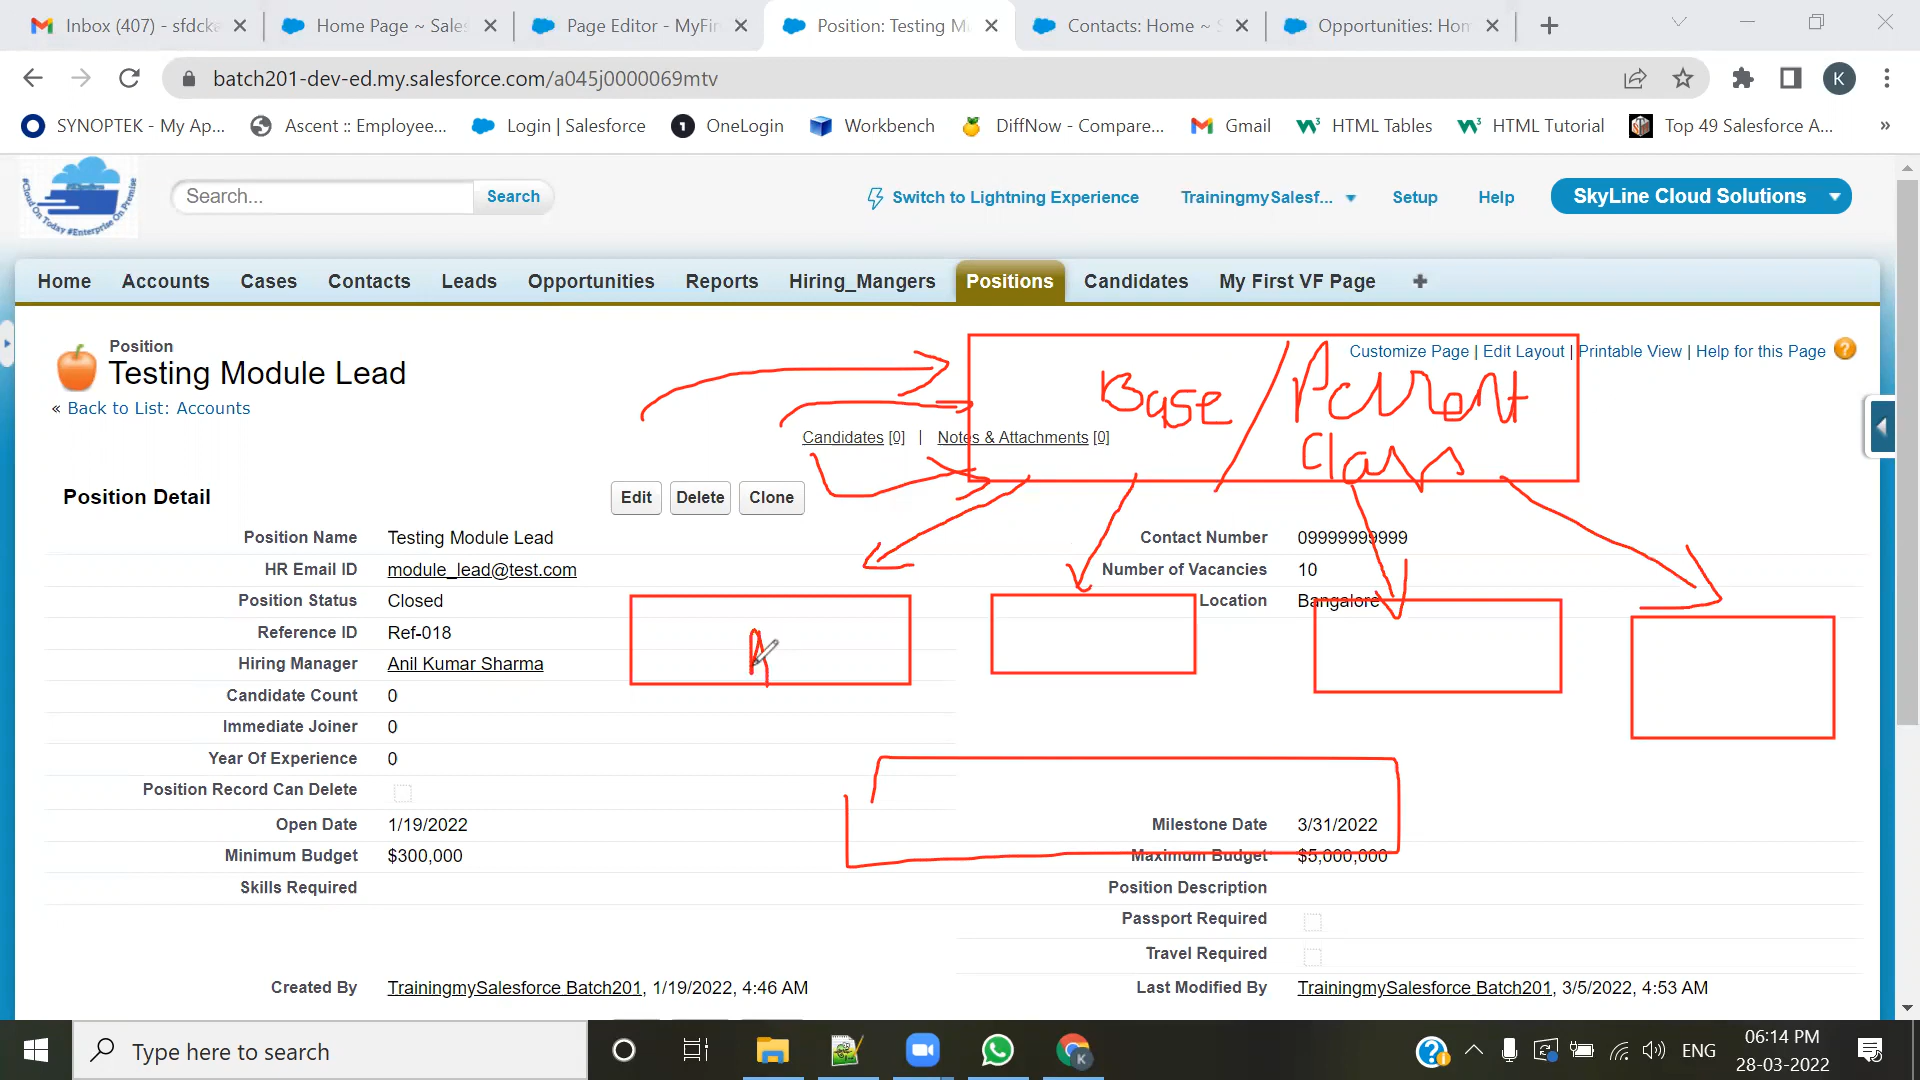 Inbox (407) - sfdcka
Home Page ~ Sales
Page Editor - MyFir
Position: Testing M
Contacts: Home ~ S
Opportunities: Hom
batch201-dev-ed.my.salesforce.com/a045j0000069mtv
K
SYNOPTEK - My Ap...
Ascent :: Employee...
Login | Salesforce
OneLogin
Workbench
DiffNow - Compare...
Gmail
HTML Tables
HTML Tutorial
Top 49 Salesforce A...
»
#Cloud On Today #Enterprise On Premise
Search...
Search
Switch to Lightning Experience
TrainingmySalesf...
Setup
Help
SkyLine Cloud Solutions
Home
Accounts
Cases
Contacts
Leads
Opportunities
Reports
Hiring_Mangers
Positions
Candidates
My First VF Page
Position
Testing Module Lead
Customize Page | Edit Layout | Printable View | Help for this Page
« Back to List: Accounts
Base / Parent
Class
Candidates [0] | Notes & Attachments [0]
Position Detail
Edit
Delete
Clone
Position Name Testing Module Lead
Contact Number 09999999999
HR Email ID module_lead@test.com
Number of Vacancies 10
Position Status Closed
Location Bangalore
Reference ID Ref-018
A
Hiring Manager Anil Kumar Sharma
Candidate Count 0
Immediate Joiner 0
Year Of Experience 0
Position Record Can Delete
Open Date 1/19/2022
Milestone Date 3/31/2022
Minimum Budget $300,000
Maximum Budget $5,000,000
Skills Required
Position Description
Passport Required
Travel Required
Created By TrainingmySalesforce Batch201, 1/19/2022, 4:46 AM
Last Modified By TrainingmySalesforce Batch201, 3/5/2022, 4:53 AM
Type here to search
K
ENG
06:14 PM
28-03-2022